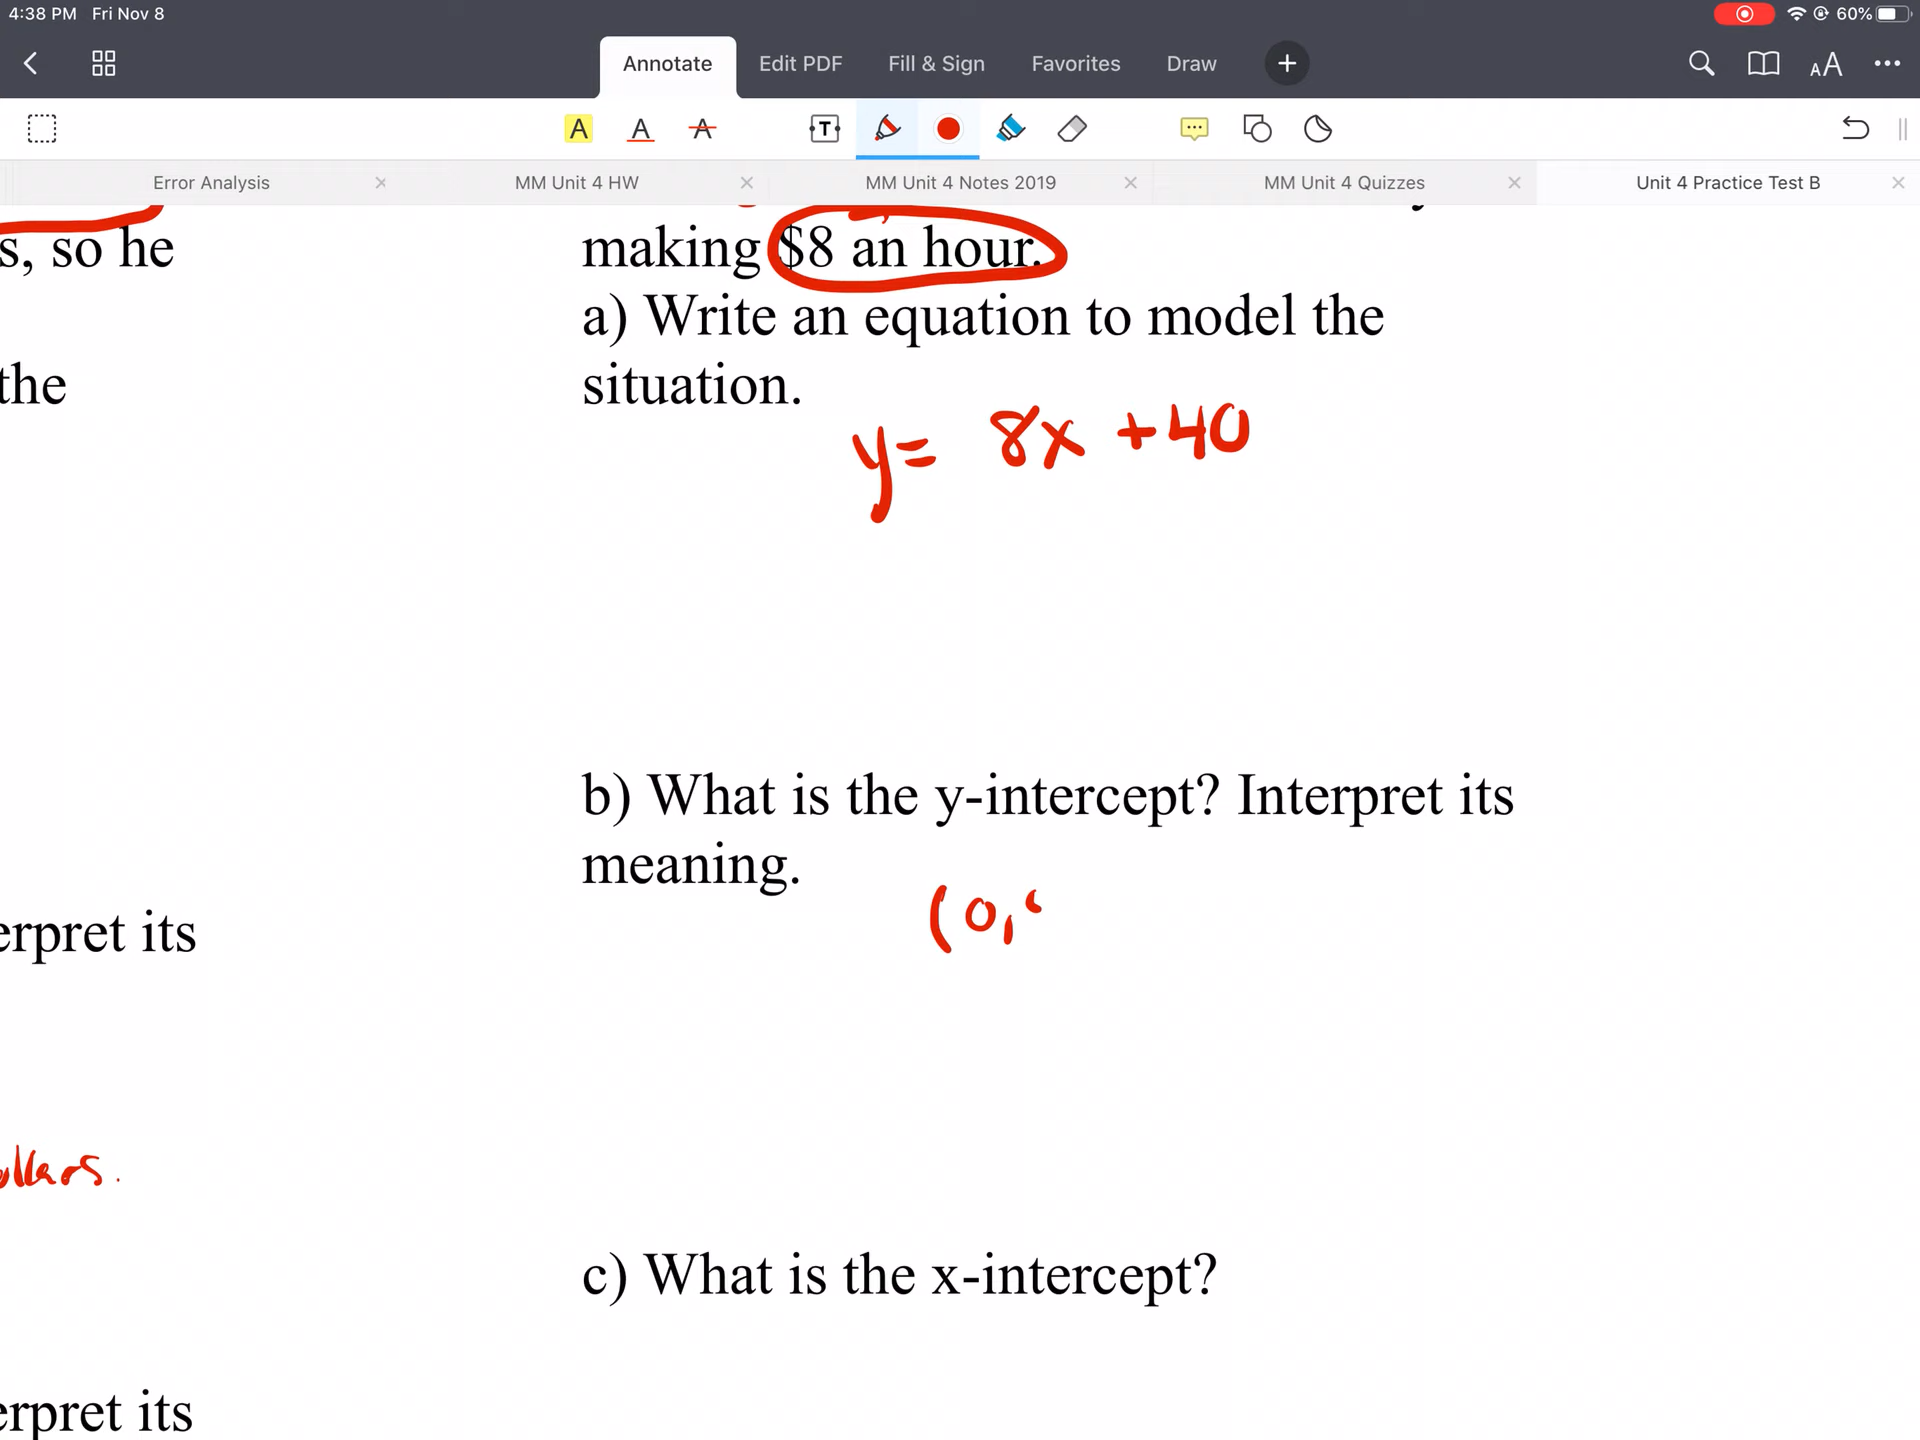 4:38 PM Fri Nov 8
60%
Annotate Edit PDF Fill & Sign Favorites Draw
AA
A A A T
Error Analysis MM Unit 4 HW MM Unit 4 Notes 2019 MM Unit 4 Quizzes Unit 4 Practice Test B
s, so he
the
erpret its
ollars.
erpret its
making $8 an hour.
a) Write an equation to model the
situation.
y= 8x +40
b) What is the y-intercept? Interpret its
meaning.
(0,
c) What is the x-intercept?